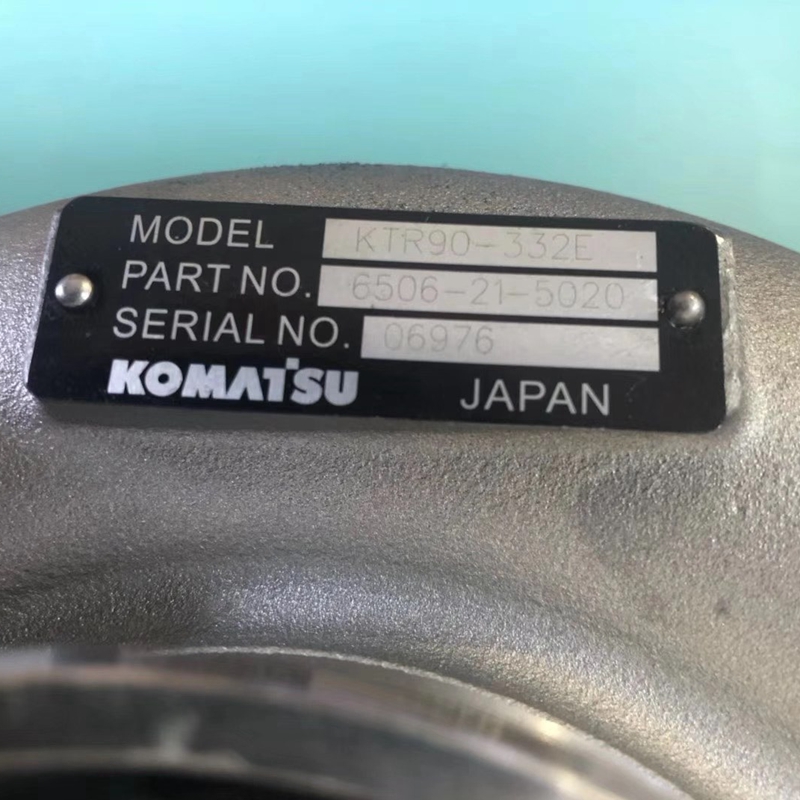 MODEL KTR90-332E
PART NO. 6506-21-5020
SERIAL NO. 06976
KOMATSU JAPAN